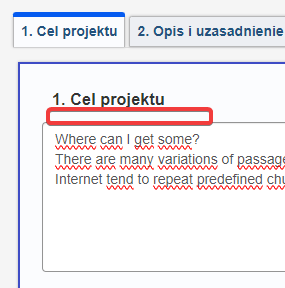 1. Cel projektu
2. Opis i uzasadnienie
1. Cel projektu
Where can I get some?
There are many variations of passage
Internet tend to repeat predefined chu